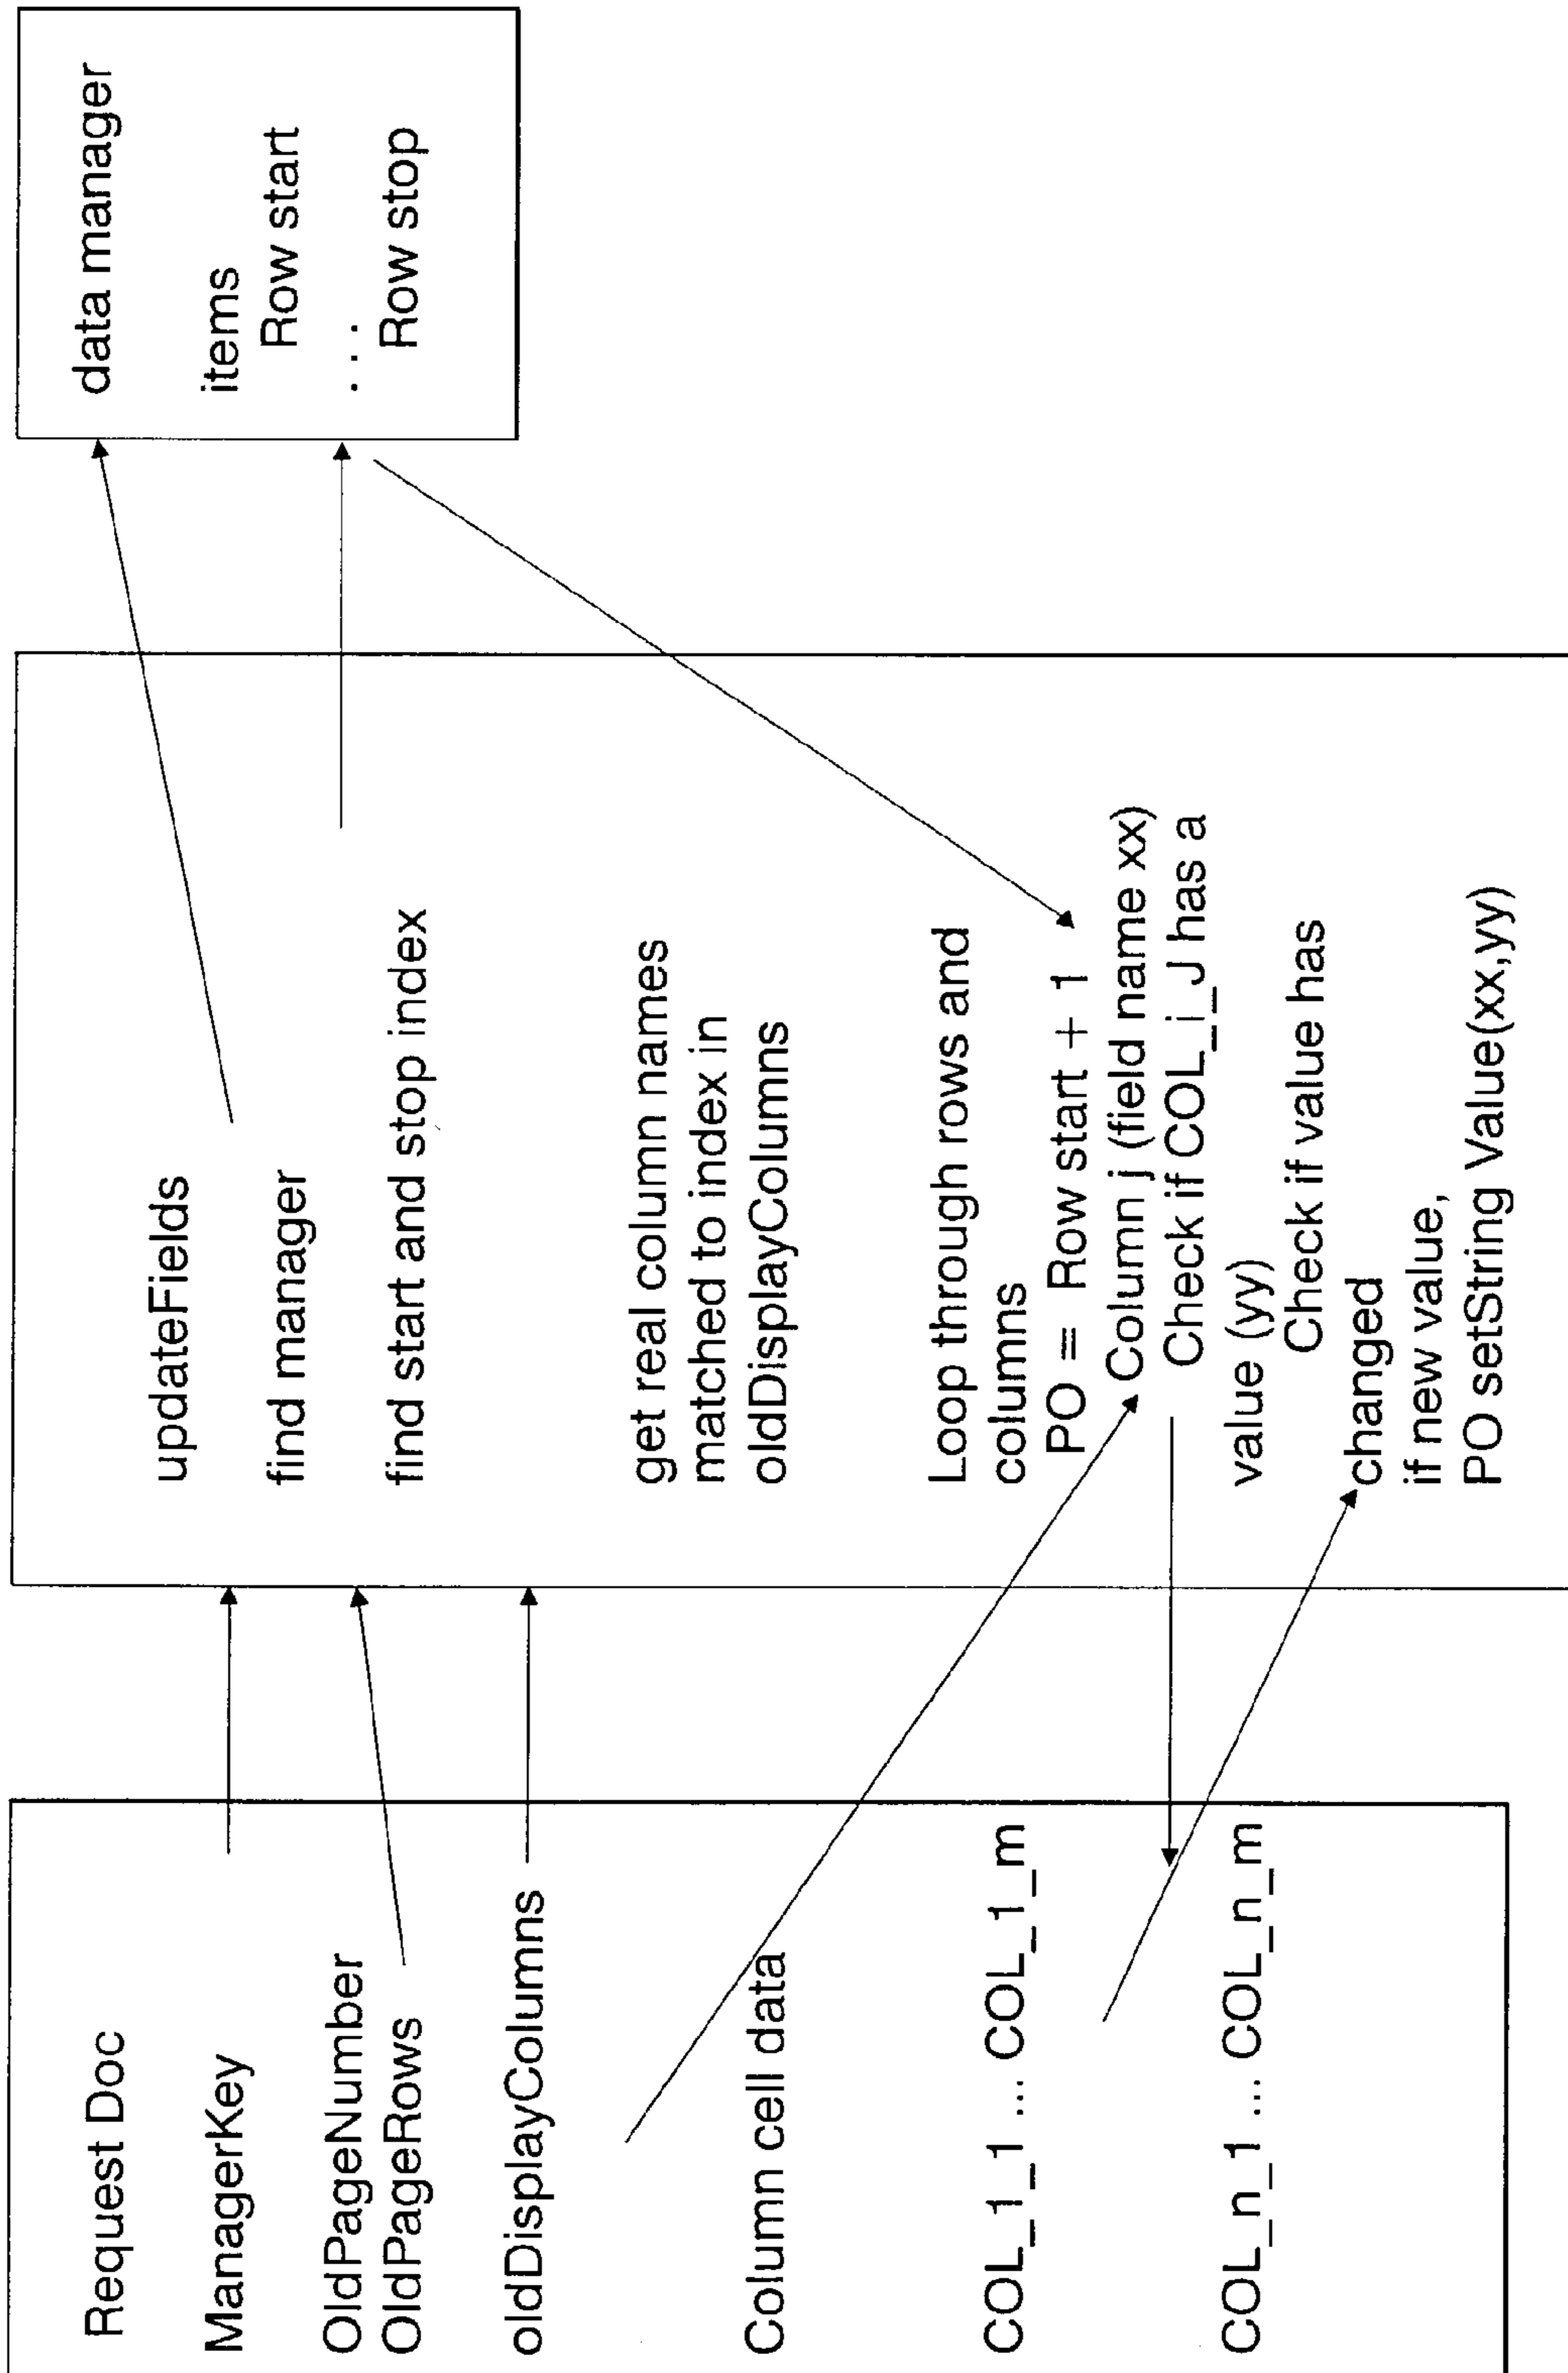 Request Doc
ManagerKey
OldPageNumber
OldPageRows
oldDisplayColumns
Column cell data
COL_1_1 ... COL_1_m
COL_n_1 ... COL_n_m
updateFields
find manager
find start and stop index
get real column names
matched to index in
oldDisplayColumns
Loop through rows and
columns
PO = Row start + 1
Column j (field name xx)
Check if COL_i_J has a
value (yy)
Check if value has
changed
if new value,
PO setString Value(xx,yy)
data manager
items
Row start
...
Row stop